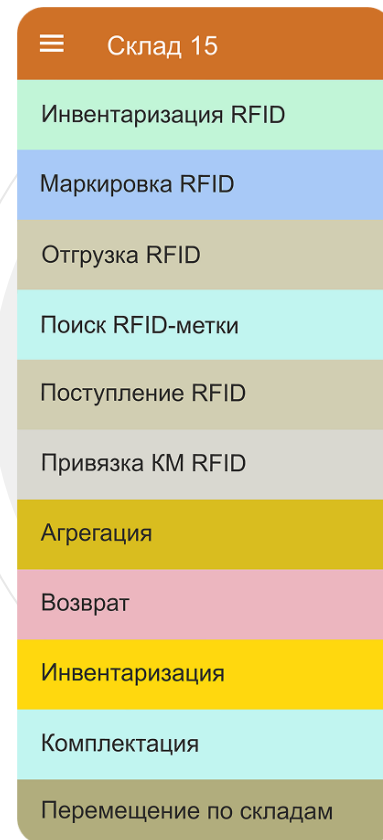 Склад 15
Инвентаризация RFID
Маркировка RFID
Отгрузка RFID
Поиск RFID-метки
Поступление RFID
Привязка КМ RFID
Агрегация
Возврат
Инвентаризация
Комплектация
Перемещение по складам